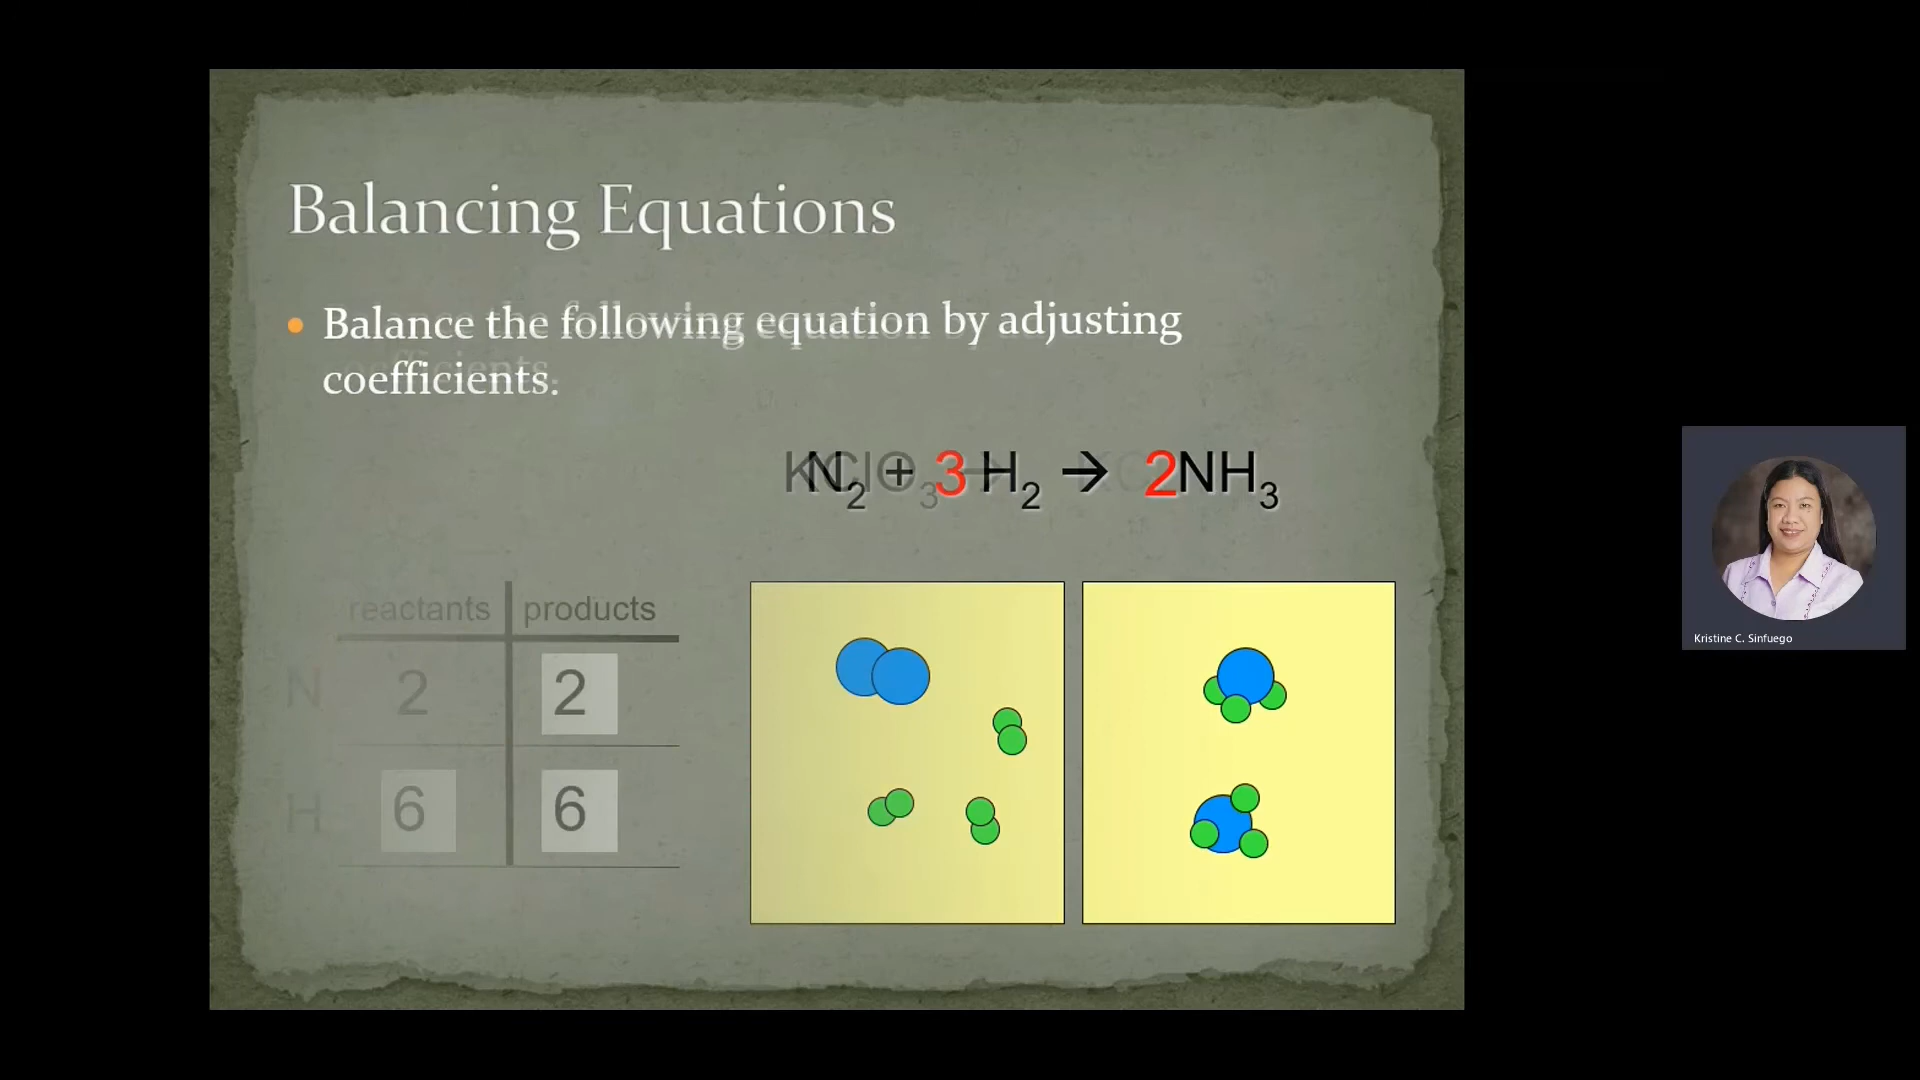 Balancing Equations
• Balance the following equation by adjusting
coefficients.
N₂ + 3 H₂ → 2NH₃
reactants products
N 2 2
H 6 6
Kristine C. Sinfuego